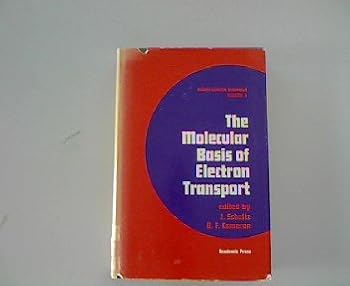 The
Molecular
Basis of
Electron
Transport
edited by
J. Schultz
B. F. Cameron
Academic Press